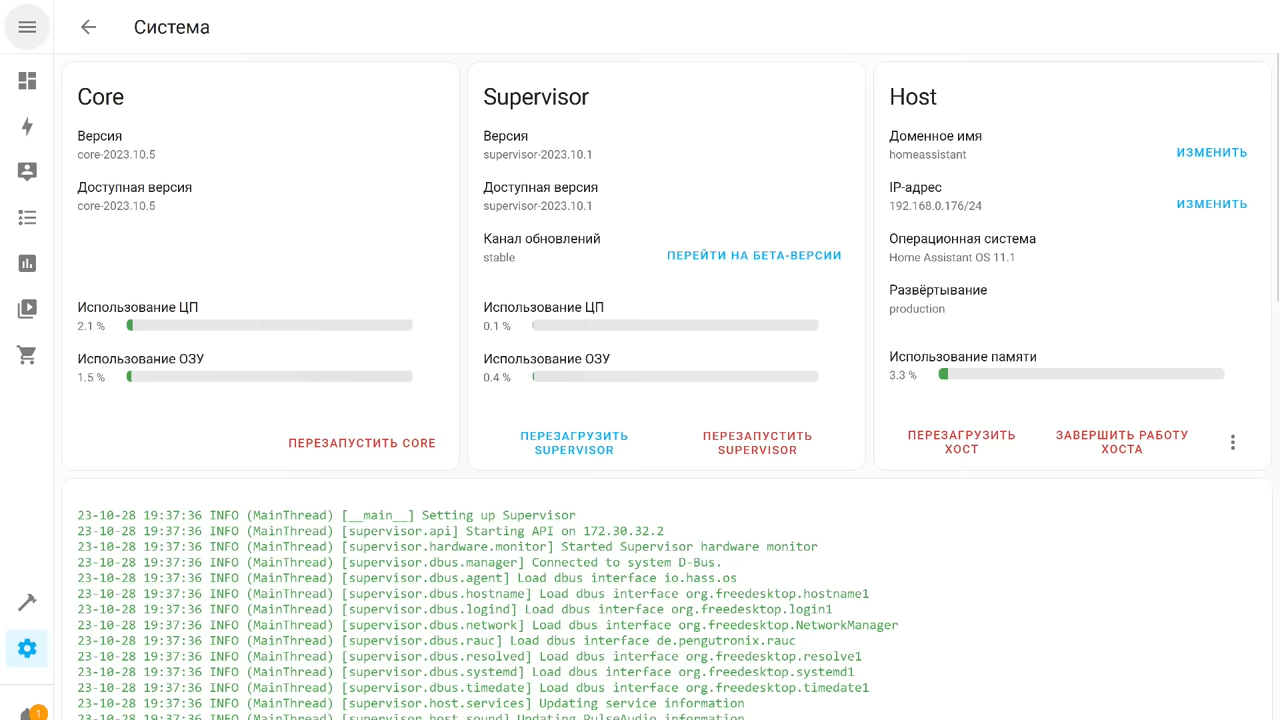 Система
Core
Версия
core-2023.10.5
Доступная версия
core-2023.10.5
Использование ЦП
2.1 %
Использование ОЗУ
1.5 %
ПЕРЕЗАПУСТИТЬ CORE
Supervisor
Версия
supervisor-2023.10.1
Доступная версия
supervisor-2023.10.1
Канал обновлений
stable
ПЕРЕЙТИ НА БЕТА-ВЕРСИИ
Использование ЦП
0.1 %
Использование ОЗУ
0.4 %
ПЕРЕЗАГРУЗИТЬ
SUPERVISOR
ПЕРЕЗАПУСТИТЬ
SUPERVISOR
Host
Доменное имя
homeassistant
ИЗМЕНИТЬ
IP-адрес
192.168.0.176/24
ИЗМЕНИТЬ
Операционная система
Home Assistant OS 11.1
Развёртывание
production
Использование памяти
3.3 %
ПЕРЕЗАГРУЗИТЬ
ХОСТ
ЗАВЕРШИТЬ РАБОТУ
ХОСТА
23-10-28 19:37:36 INFO (MainThread) [__main__] Setting up Supervisor
23-10-28 19:37:36 INFO (MainThread) [supervisor.api] Starting API on 172.30.32.2
23-10-28 19:37:36 INFO (MainThread) [supervisor.hardware.monitor] Started Supervisor hardware monitor
23-10-28 19:37:36 INFO (MainThread) [supervisor.dbus.manager] Connected to system D-Bus.
23-10-28 19:37:36 INFO (MainThread) [supervisor.dbus.agent] Load dbus interface io.hass.os
23-10-28 19:37:36 INFO (MainThread) [supervisor.dbus.hostname] Load dbus interface org.freedesktop.hostname1
23-10-28 19:37:36 INFO (MainThread) [supervisor.dbus.logind] Load dbus interface org.freedesktop.login1
23-10-28 19:37:36 INFO (MainThread) [supervisor.dbus.network] Load dbus interface org.freedesktop.NetworkManager
23-10-28 19:37:36 INFO (MainThread) [supervisor.dbus.rauc] Load dbus interface de.pengutronix.rauc
23-10-28 19:37:36 INFO (MainThread) [supervisor.dbus.resolved] Load dbus interface org.freedesktop.resolve1
23-10-28 19:37:36 INFO (MainThread) [supervisor.dbus.systemd] Load dbus interface org.freedesktop.systemd1
23-10-28 19:37:36 INFO (MainThread) [supervisor.dbus.timedate] Load dbus interface org.freedesktop.timedate1
23-10-28 19:37:36 INFO (MainThread) [supervisor.host.services] Updating service information
23-10-28 19:37:36 INFO (MainThread) [supervisor.host.sound] Updating PulseAudio information
1